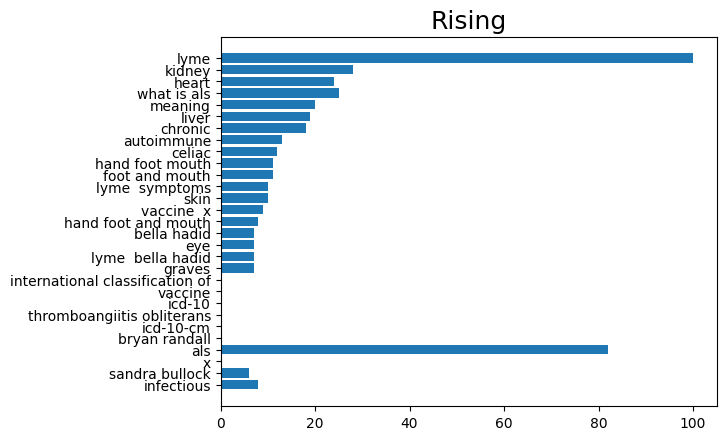 Rising
lyme
kidney
heart
what is als
meaning
liver
chronic
autoimmune
celiac
hand foot mouth
foot and mouth
lyme  symptoms
skin
vaccine  x
hand foot and mouth
bella hadid
eye
lyme  bella hadid
graves
international classification of
vaccine
icd-10
thromboangiitis obliterans
icd-10-cm
bryan randall
als
x
sandra bullock
infectious
0 20 40 60 80 100